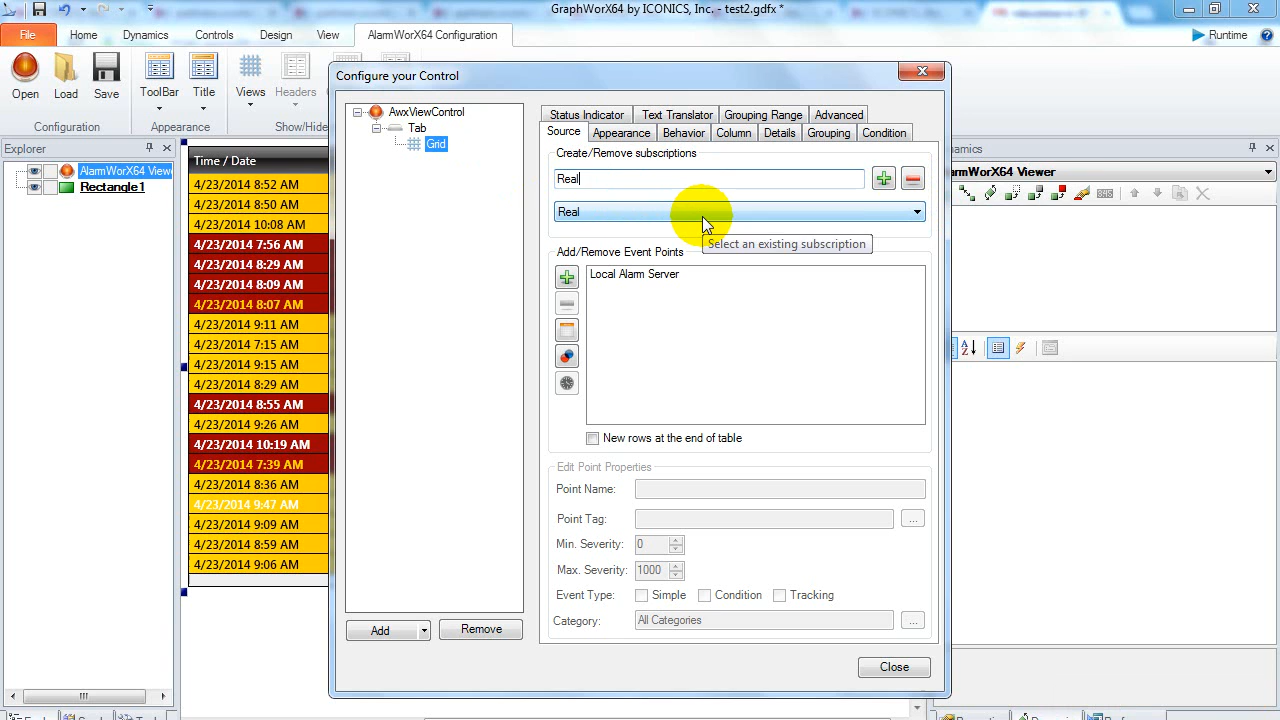 GraphWorX64 by ICONICS, Inc. - test2.gdfx *
File Home Dynamics Controls Design View AlarmWorX64 Configuration Runtime
Open Load Save ToolBar Title Views Headers
Configuration Appearance Show/Hide
Explorer
AlarmWorX64 Viewe
Rectangle1
Time / Date
4/23/2014 8:52 AM
4/23/2014 8:50 AM
4/23/2014 10:08 AM
4/23/2014 7:56 AM
4/23/2014 8:29 AM
4/23/2014 8:09 AM
4/23/2014 8:07 AM
4/23/2014 9:11 AM
4/23/2014 7:15 AM
4/23/2014 9:15 AM
4/23/2014 8:29 AM
4/23/2014 8:55 AM
4/23/2014 9:26 AM
4/23/2014 10:19 AM
4/23/2014 7:39 AM
4/23/2014 8:36 AM
4/23/2014 9:47 AM
4/23/2014 9:09 AM
4/23/2014 8:59 AM
4/23/2014 9:06 AM
Configure your Control
AwxViewControl
Tab
Grid
Add Remove
Status Indicator Text Translator Grouping Range Advanced
Source Appearance Behavior Column Details Grouping Condition
Create/Remove subscriptions
Real
Real
Select an existing subscription
Add/Remove Event Points
Local Alarm Server
New rows at the end of table
Edit Point Properties
Point Name:
Point Tag: ...
Min. Severity: 0
Max. Severity: 1000
Event Type: Simple Condition Tracking
Category: All Categories ...
Close
namics
armWorX64 Viewer